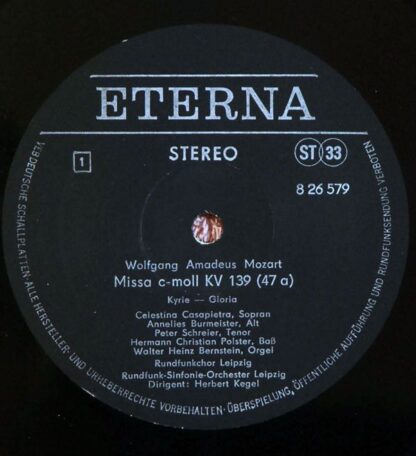 ETERNA
1
STEREO
ST 33
8 26 579
Wolfgang Amadeus Mozart
Missa c-moll KV 139 (47 a)
Kyrie — Gloria
Celestina Casapietra, Sopran
Annelies Burmeister, Alt
Peter Schreier, Tenor
Hermann Christian Polster, Baß
Walter Heinz Bernstein, Orgel
Rundfunkchor Leipzig
Rundfunk-Sinfonie-Orchester Leipzig
Dirigent: Herbert Kegel
VEB DEUTSCHE SCHALLPLATTEN · ALLE HERSTELLER- UND URHEBERRECHTE VORBEHALTEN · ÜBERSPIELUNG, ÖFFENTLICHE AUFFÜHRUNG UND RUNDFUNKSENDUNG VERBOTEN